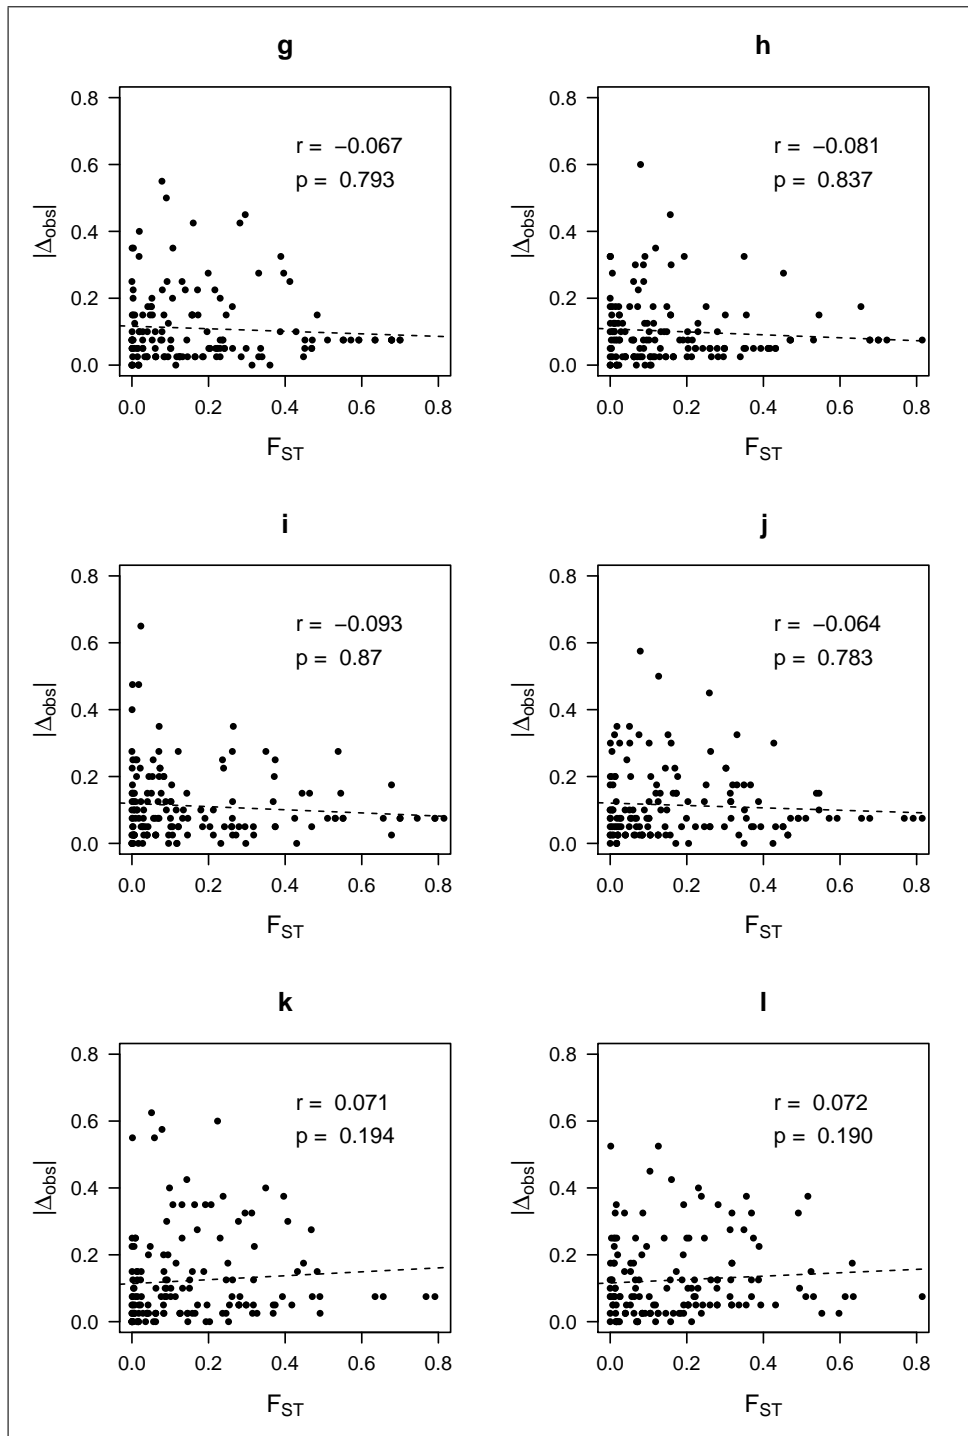 g
0.8
0.6
0.4
0.2
0.0
|Δobs|
r = −0.067
p = 0.793
0.0 0.2 0.4 0.6 0.8
FST
h
0.8
0.6
0.4
0.2
0.0
|Δobs|
r = −0.081
p = 0.837
0.0 0.2 0.4 0.6 0.8
FST
i
0.8
0.6
0.4
0.2
0.0
|Δobs|
r = −0.093
p = 0.87
0.0 0.2 0.4 0.6 0.8
FST
j
0.8
0.6
0.4
0.2
0.0
|Δobs|
r = −0.064
p = 0.783
0.0 0.2 0.4 0.6 0.8
FST
k
0.8
0.6
0.4
0.2
0.0
|Δobs|
r = 0.071
p = 0.194
0.0 0.2 0.4 0.6 0.8
FST
l
0.8
0.6
0.4
0.2
0.0
|Δobs|
r = 0.072
p = 0.190
0.0 0.2 0.4 0.6 0.8
FST